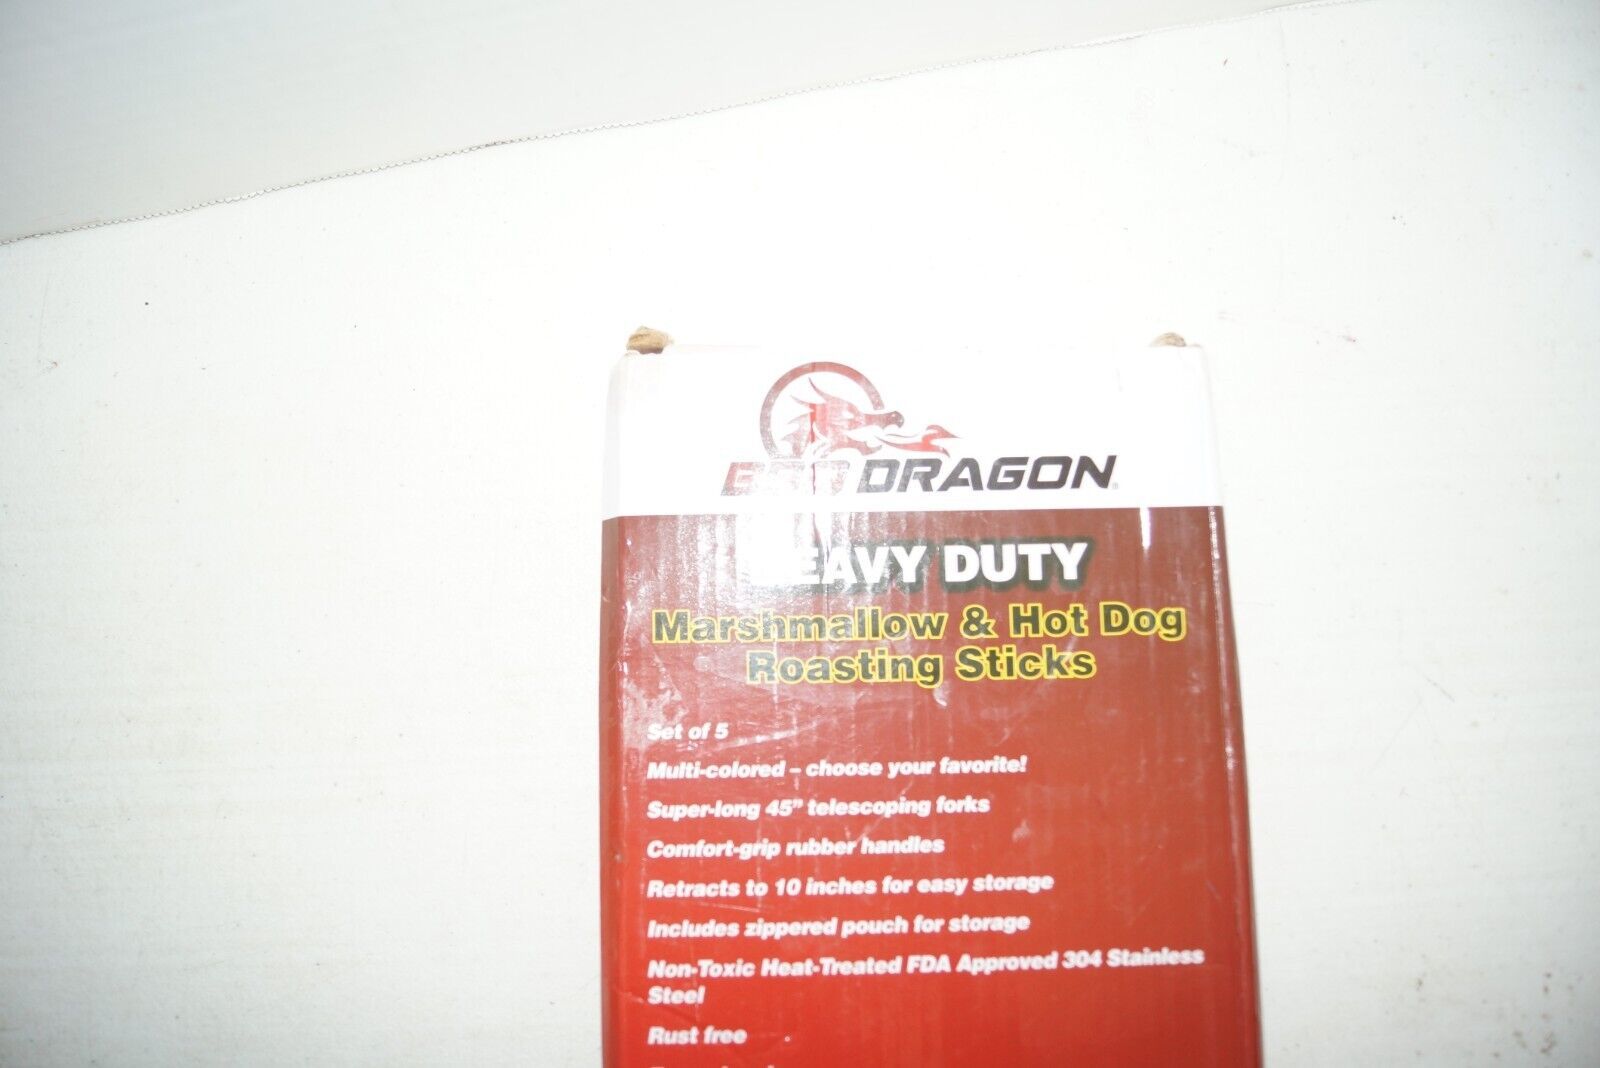 DRAGON
HEAVY DUTY
Marshmallow & Hot Dog
Roasting Sticks
Set of 5
Multi-colored – choose your favorite!
Super-long 45" telescoping forks
Comfort-grip rubber handles
Retracts to 10 inches for easy storage
Includes zippered pouch for storage
Non-Toxic Heat-Treated FDA Approved 304 Stainless
Steel
Rust free